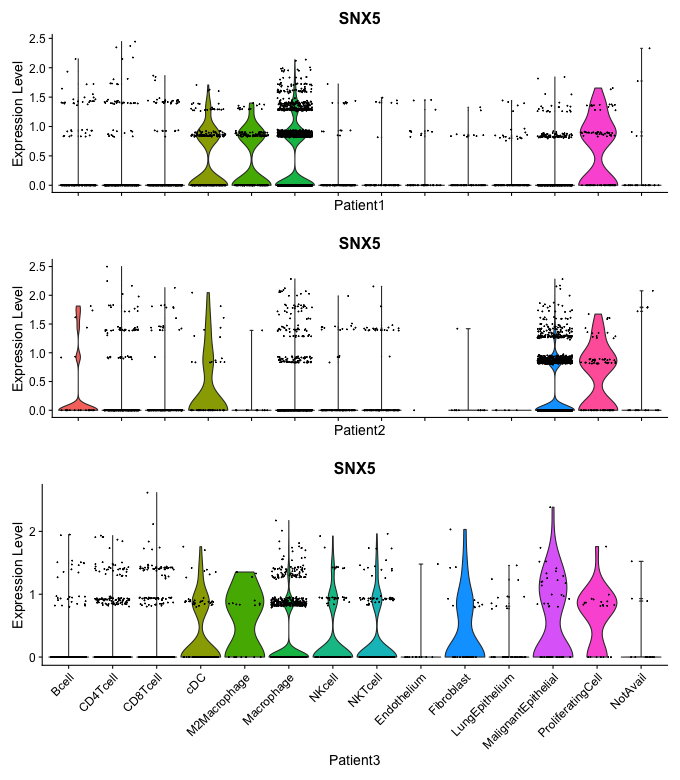 SNX5
2.5
2.0
1.5
1.0
0.5
0.0
Expression Level
Patient1
SNX5
2.5
2.0
1.5
1.0
0.5
0.0
Expression Level
Patient2
SNX5
2
1
0
Expression Level
Bcell
CD4Tcell
CD8Tcell
cDC
M2Macrophage
Macrophage
NKcell
NKTcell
Endothelium
Fibroblast
LungEpithelium
MalignantEpithelial
ProliferatingCell
NotAvail
Patient3